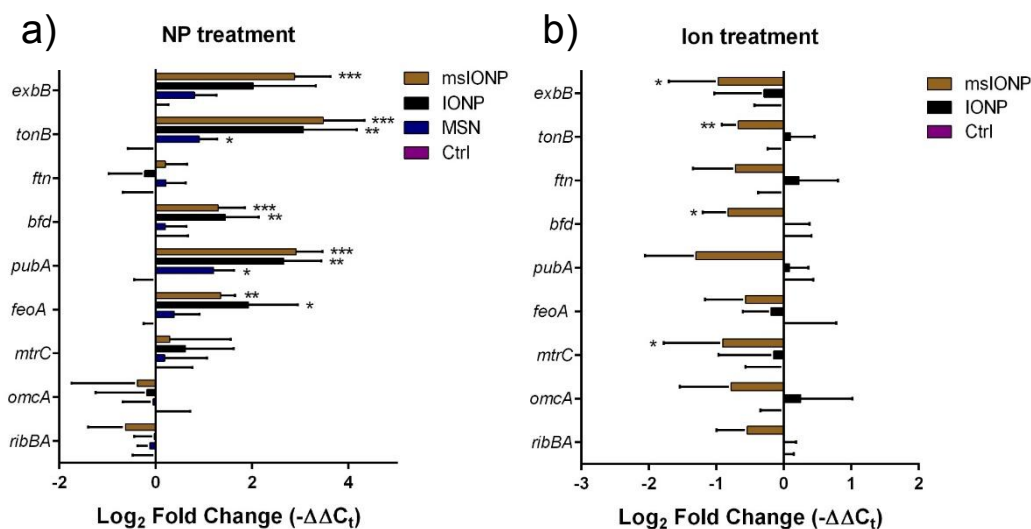 a)
NP treatment
exbB
***
tonB
***
**
*
ftn
bfd
***
**
pubA
***
**
*
feoA
**
*
mtrC
omcA
ribBA
msIONP
IONP
MSN
Ctrl
-2 0 2 4
Log2 Fold Change (-ΔΔCt)
b)
Ion treatment
exbB
*
tonB
**
ftn
bfd
*
pubA
feoA
mtrC
*
omcA
ribBA
msIONP
IONP
Ctrl
-3 -2 -1 0 1 2
Log2 Fold Change (-ΔΔCt)